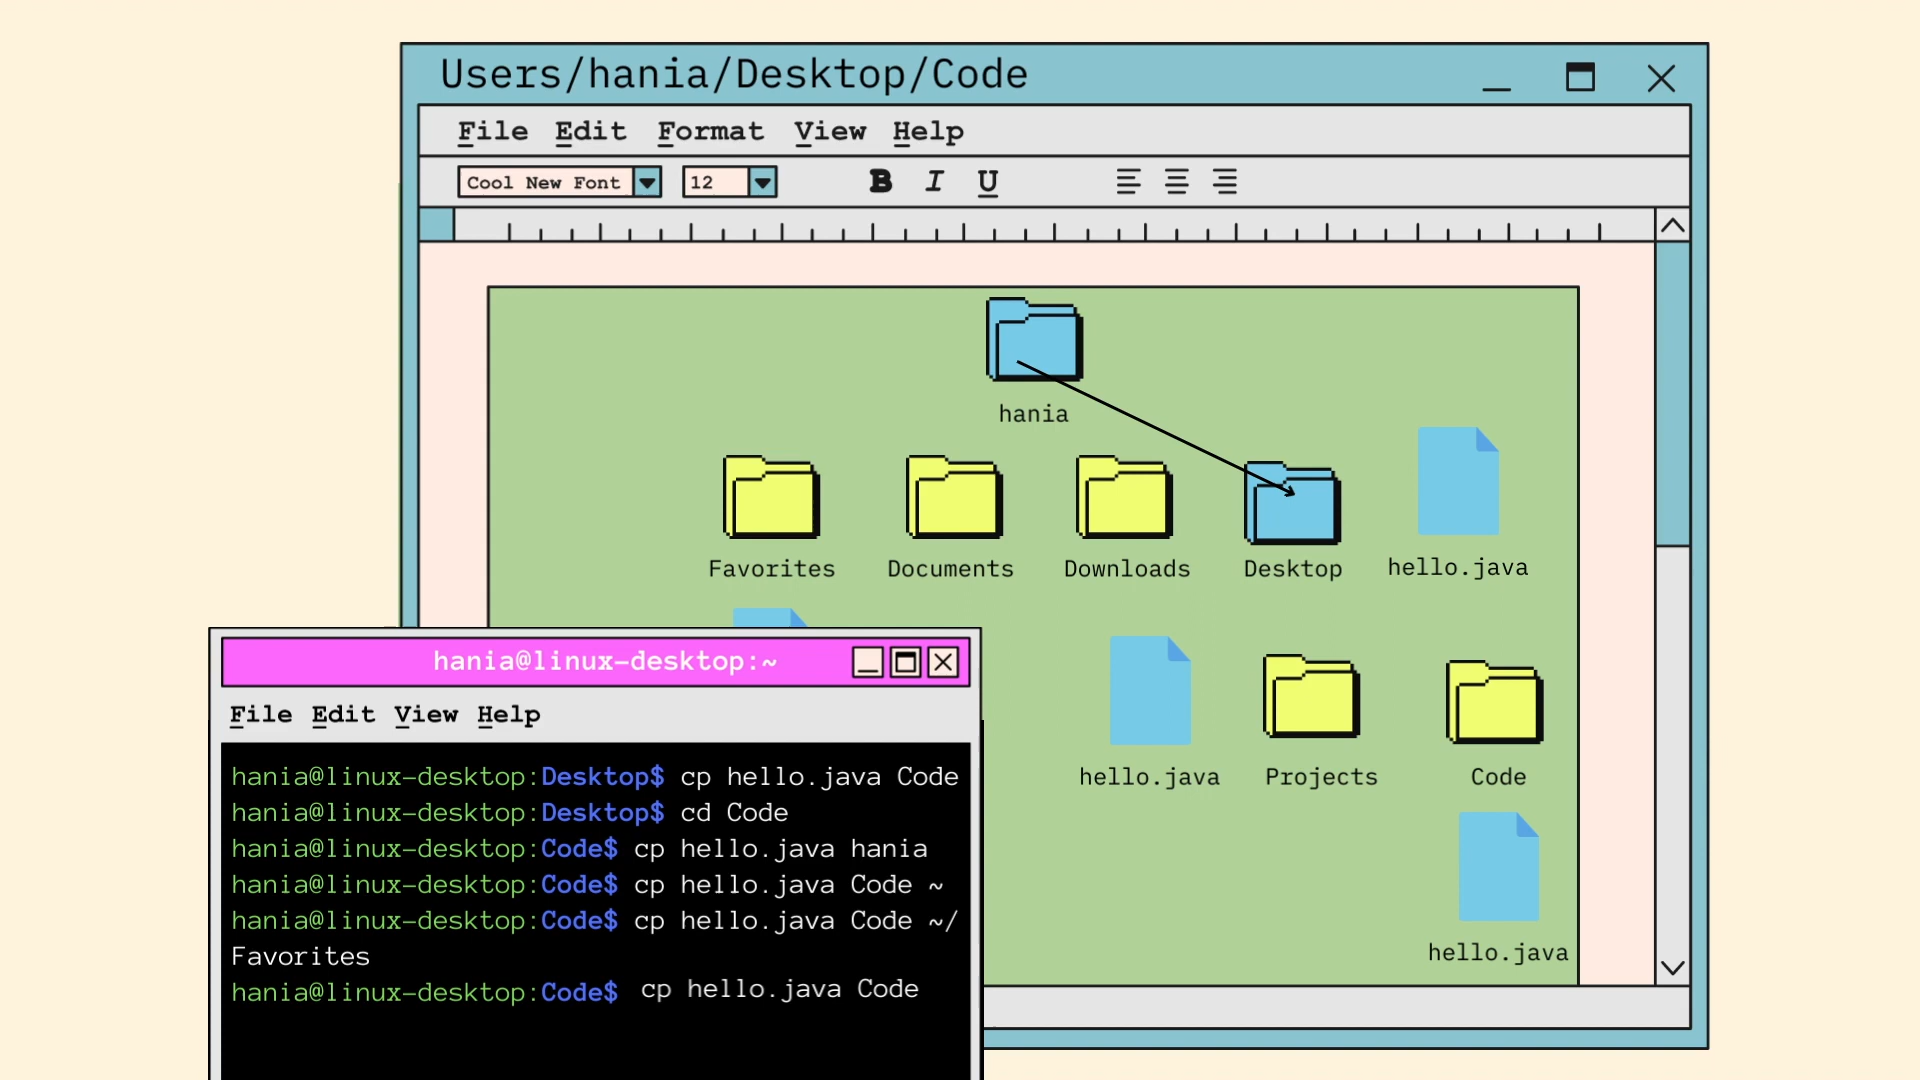 Users/hania/Desktop/Code
File Edit Format View Help
Cool New Font 12 B I U
hania
Favorites Documents Downloads Desktop hello.java
hello.java Projects Code
hello.java
hania@linux-desktop:~
File Edit View Help
hania@linux-desktop:Desktop$ cp hello.java Code
hania@linux-desktop:Desktop$ cd Code
hania@linux-desktop:Code$ cp hello.java hania
hania@linux-desktop:Code$ cp hello.java Code ~
hania@linux-desktop:Code$ cp hello.java Code ~/
Favorites
hania@linux-desktop:Code$ cp hello.java Code